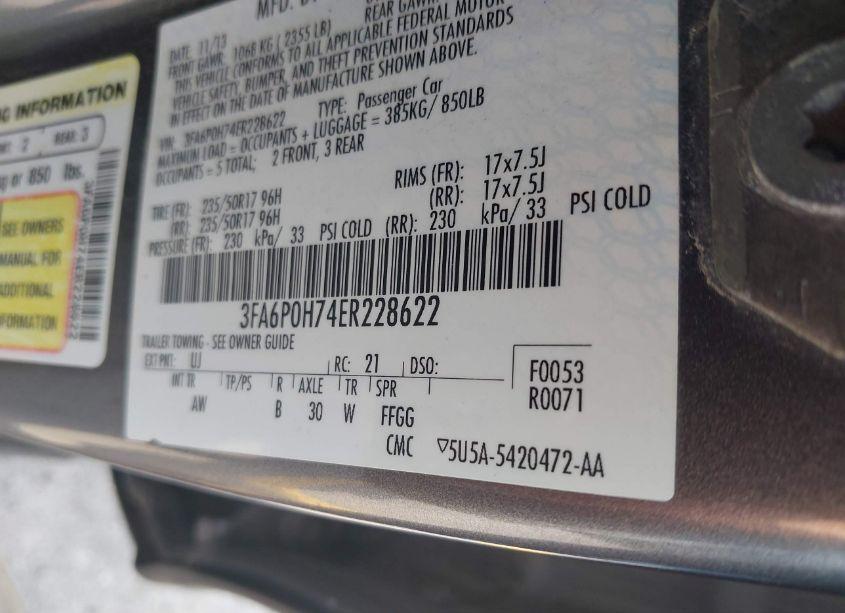 MFD. B
REAR GAWR
DATE: 11/13
FRONT GAWR: 1068 KG ( 2355 LB)
THIS VEHICLE CONFORMS TO ALL APPLICABLE FEDERAL MOTOR
VEHICLE SAFETY, BUMPER, AND THEFT PREVENTION STANDARDS
IN EFFECT ON THE DATE OF MANUFACTURE SHOWN ABOVE.
VIN: 3FA6P0H74ER228622 TYPE: Passenger Car
MAXIMUM LOAD = OCCUPANTS + LUGGAGE = 385KG/ 850LB
OCCUPANTS = 5 TOTAL; 2 FRONT, 3 REAR
TIRE (FR): 235/50R17 96H RIMS (FR): 17x7.5J
(RR): 235/50R17 96H (RR): 17x7.5J
PRESSURE (FR): 230 kPa/ 33 PSI COLD (RR): 230 kPa/ 33 PSI COLD
3FA6P0H74ER228622
TRAILER TOWING - SEE OWNER GUIDE
EXT PNT: UJ RC: 21 DSO: F0053
INT TR TP/PS R AXLE TR SPR R0071
AW B 30 W FFGG
CMC ▽5U5A-5420472-AA
G INFORMATION
2 REAR: 3
g or 850 lbs.
SEE OWNERS
MANUAL FOR
ADDITIONAL
INFORMATION
3FA6P0H74ER228622